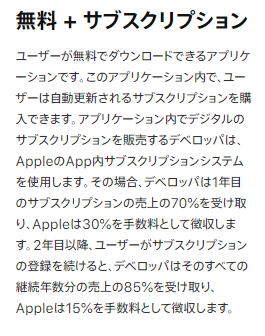 無料 + サブスクリプション
ユーザーが無料でダウンロードできるアプリケ
ーションです。このアプリケーション内で、ユー
ザーは自動更新されるサブスクリプションを購
入できます。アプリケーション内でデジタルの
サブスクリプションを販売するデベロッパは、
AppleのApp内サブスクリプションシステム
を使用します。その場合、デベロッパは1年目
のサブスクリプションの売上の70%を受け取
り、Appleは30%を手数料として徴収しま
す。2年目以降、ユーザーがサブスクリプション
の登録を続けると、デベロッパはそのすべての
継続年数分の売上の85%を受け取り、
Appleは15%を手数料として徴収します。